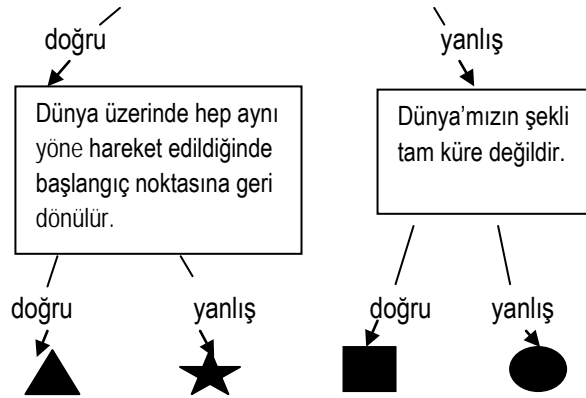 doğru
yanlış
Dünya üzerinde hep aynı
yöne hareket edildiğinde
başlangıç noktasına geri
dönülür.
Dünya’mızın şekli
tam küre değildir.
doğru
yanlış
doğru
yanlış